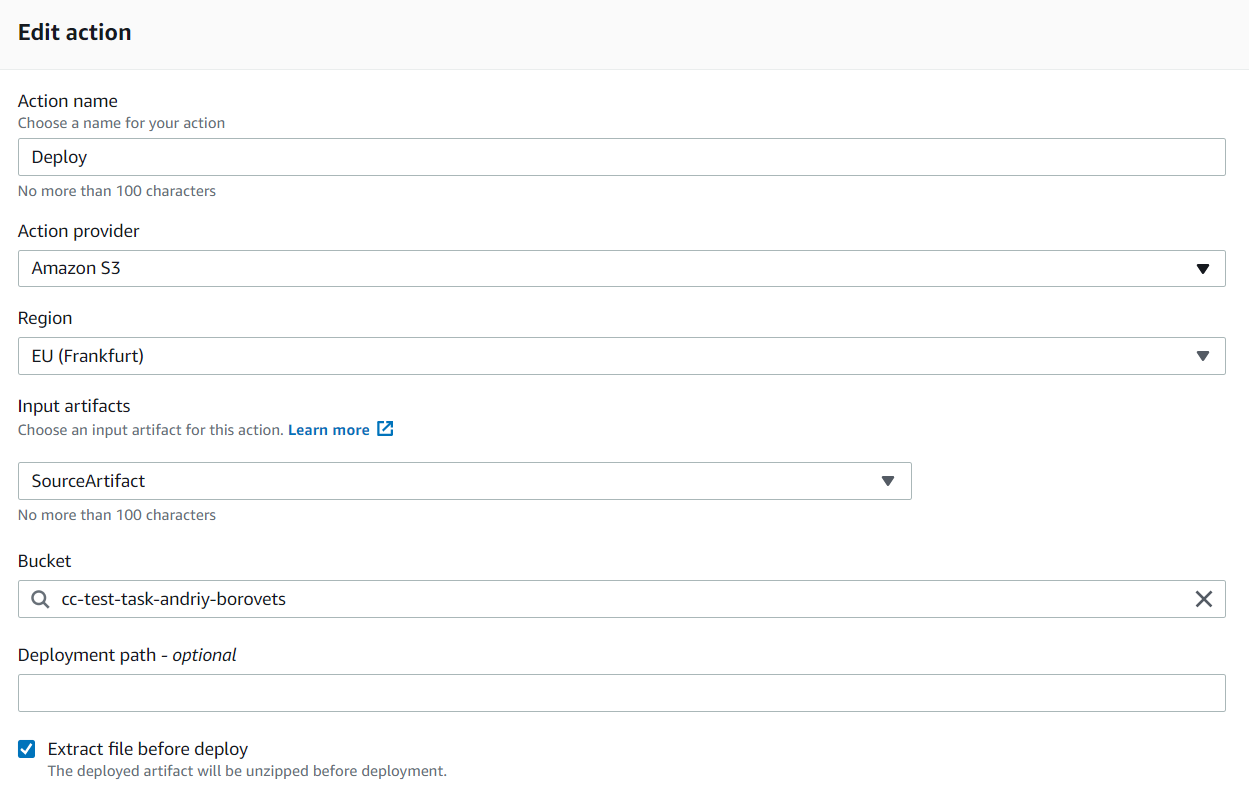 Edit action
Action name
Choose a name for your action
Deploy
No more than 100 characters
Action provider
Amazon S3
Region
EU (Frankfurt)
Input artifacts
Choose an input artifact for this action. Learn more
SourceArtifact
No more than 100 characters
Bucket
cc-test-task-andriy-borovets
Deployment path - optional
Extract file before deploy
The deployed artifact will be unzipped before deployment.